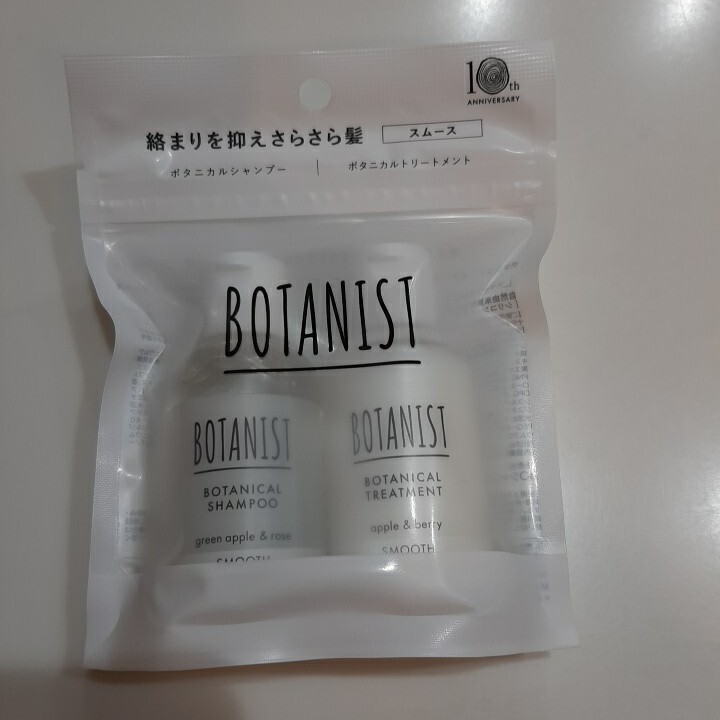 10th
ANNIVERSARY
絡まりを抑えさらさら髪
スムース
ボタニカルシャンプー
ボタニカルトリートメント
BOTANIST
BOTANIST
BOTANICAL
SHAMPOO
green apple & rose
SMOOTH
BOTANIST
BOTANICAL
TREATMENT
apple & berry
SMOOTH